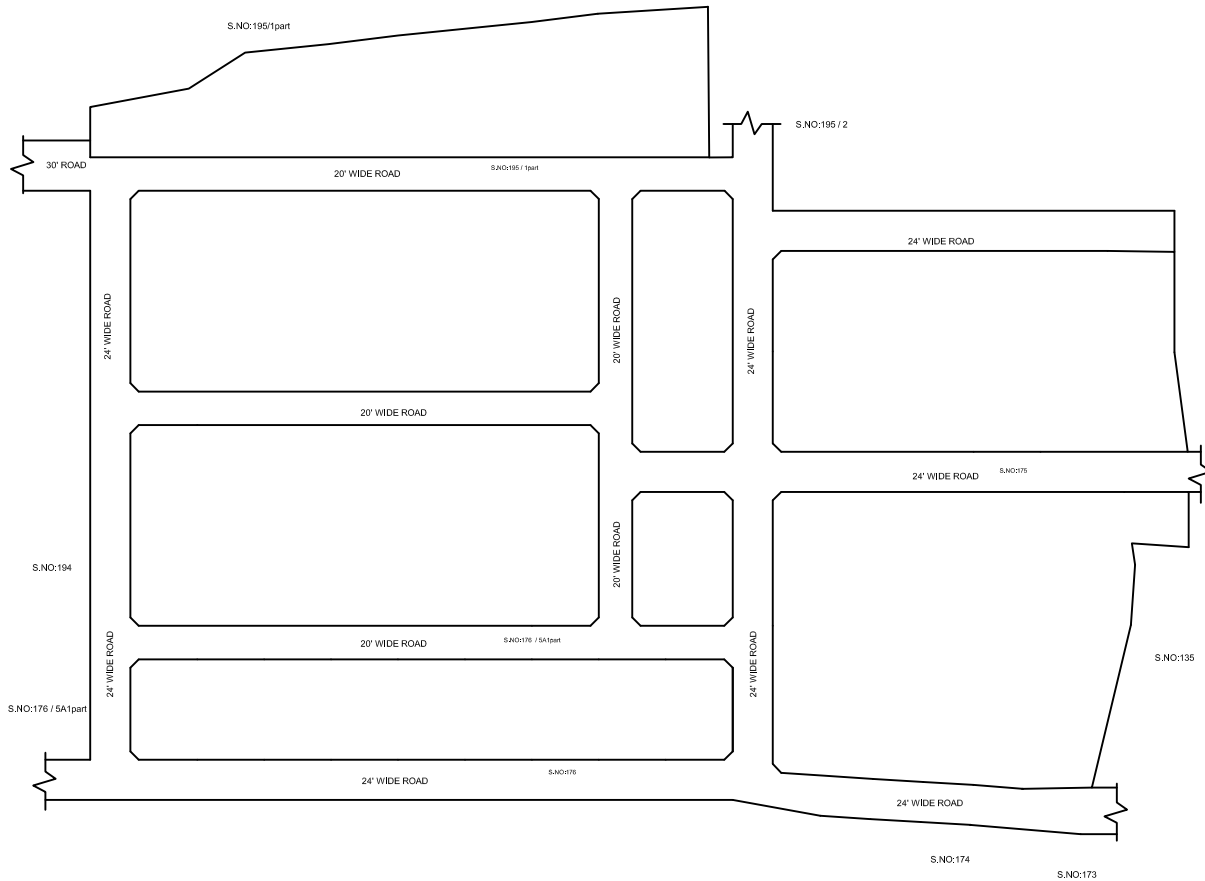 S.NO:195/1part
S.NO:195 / 2
30' ROAD
20' WIDE ROAD
S.NO:195 / 1part
24' WIDE ROAD
24' WIDE ROAD
20' WIDE ROAD
24' WIDE ROAD
20' WIDE ROAD
24' WIDE ROAD
S.NO:175
20' WIDE ROAD
S.NO:194
20' WIDE ROAD
S.NO:176 / 5A1part
24' WIDE ROAD
24' WIDE ROAD
S.NO:135
S.NO:176 / 5A1part
24' WIDE ROAD
S.NO:176
24' WIDE ROAD
S.NO:174
S.NO:173